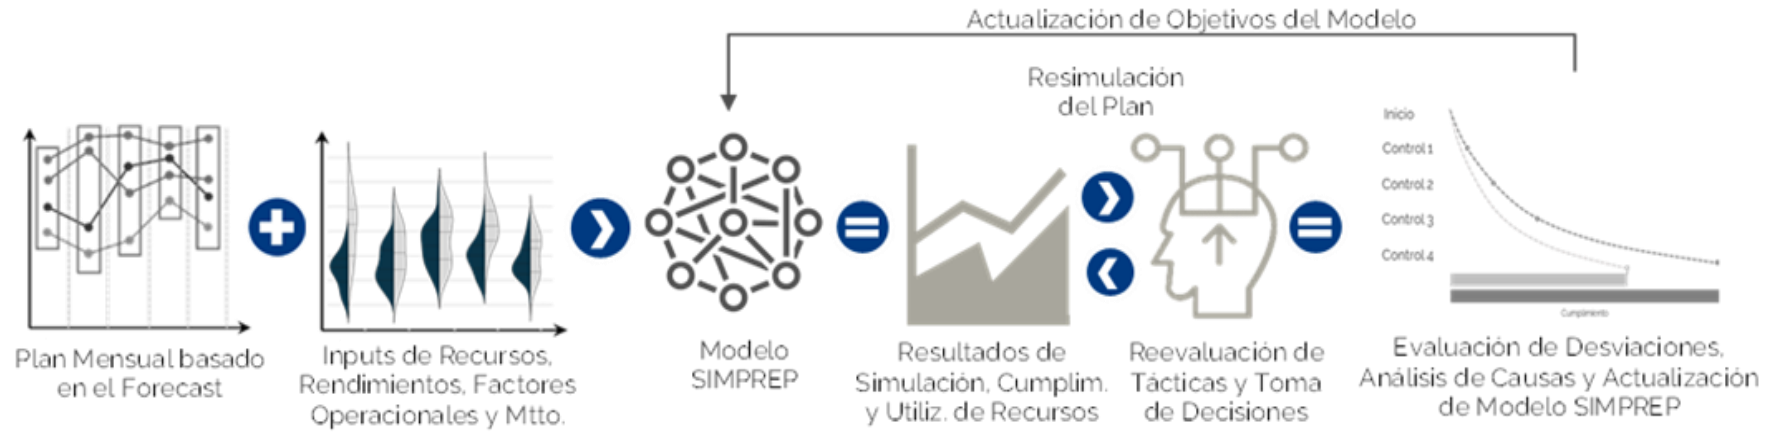 Actualización de Objetivos del Modelo
Resimulación
del Plan
Plan Mensual basado
en el Forecast
Inputs de Recursos,
Rendimientos, Factores
Operacionales y Mtto.
Modelo
SIMPREP
Resultados de
Simulación, Cumplim.
y Utiliz. de Recursos
Reevaluación de
Tácticas y Toma
de Decisiones
Inicio
Control 1
Control 2
Control 3
Control 4
Cumplimiento
Evaluación de Desviaciones,
Análisis de Causas y Actualización
de Modelo SIMPREP